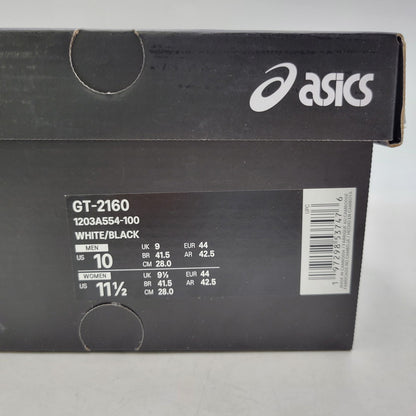 asics
GT-2160
1203A554-100
WHITE/BLACK
MEN
US 10 UK 9 EUR 44
BR 41.5 AR 42.5
CM 28.0
WOMEN
US 11½ UK 9½ EUR 44
BR 41.5 AR 42.5
CM 28.0
UPC